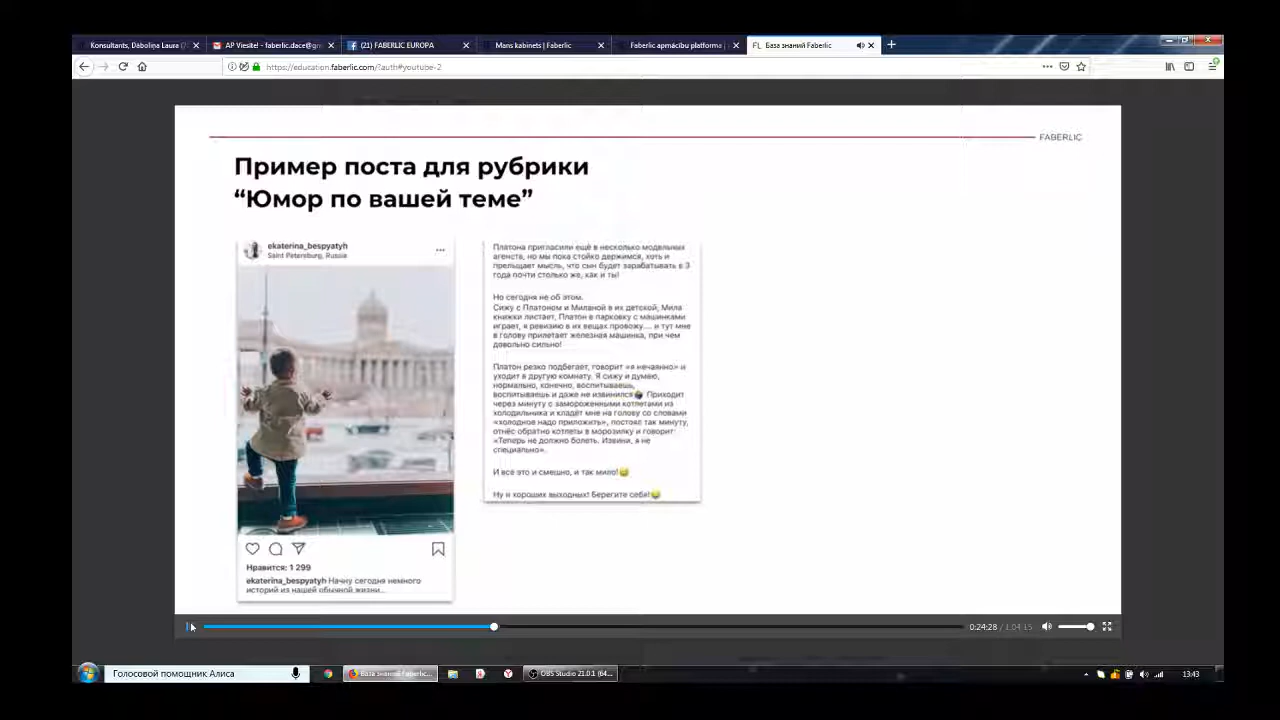 Konsultants, Dāboliņa Laura (7
AP Viesīte! - faberlic.dace@gm
(21) FABERLIC EUROPA
Mans kabinets | Faberlic
Faberlic apmācību platforma |
FL База знаний Faberlic
https://education.faberlic.com/?auth#youtube-2
FABERLIC
Пример поста для рубрики
“Юмор по вашей теме”
ekaterina_bespyatyh
Saint Petersburg, Russia
Нравится: 1 299
ekaterina_bespyatyh Начну сегодня немного
историй из нашей обычной жизни...
Платона пригласили ещё в несколько модельных
агенств, но мы пока стойко держимся, хоть и
прельщает мысль, что сын будет зарабатывать в 3
года почти столько же, как и ты!
Но сегодня не об этом.
Сижу с Платоном и Миланой в их детской, Мила
книжки листает, Платон в парковку с машинками
играет, я ревизию в их вещах провожу.... и тут мне
в голову прилетает железная машинка, при чем
довольно сильно!
Платон резко подбегает, говорит «я нечаянно» и
уходит в другую комнату. Я сижу и думаю,
нормально, конечно, воспитываешь,
воспитываешь и даже не извинился💣 Приходит
через минуту с замороженными котлетами из
холодильника и кладёт мне на голову со словами
«холоднов надо приложить», постоял так минуту,
отнёс обратно котлеты в морозилку и говорит:
«Теперь не должно болеть. Извини, я не
специально».
И всё это и смешно, и так мило!😂
Ну и хороших выходных! Берегите себя!😂
0:24:28 / 1:04:15
Голосовой помощник Алиса
База знаний Faberlic...
OBS Studio 21.0.1 (64...
13:43